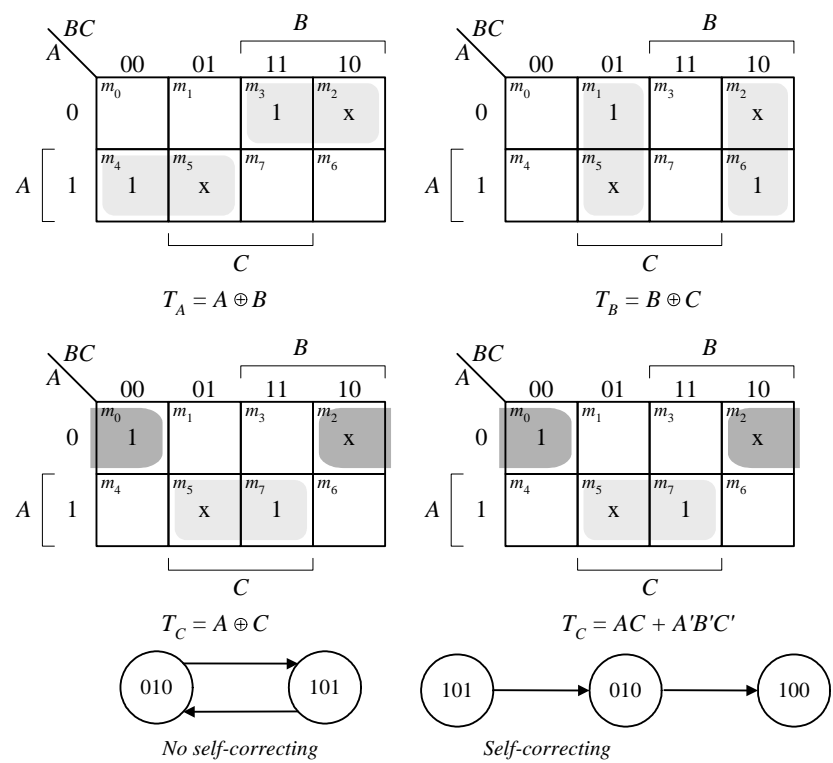 BC B
A 00 01 11 10
0 m0 m1 m3 1 m2 x
A 1 m4 1 m5 x m7 m6
C
T_A = A ⊕ B
BC B
A 00 01 11 10
0 m0 m1 1 m3 m2 x
A 1 m4 m5 x m7 m6 1
C
T_B = B ⊕ C
BC B
A 00 01 11 10
0 m0 1 m1 m3 m2 x
A 1 m4 m5 x m7 1 m6
C
T_C = A ⊕ C
BC B
A 00 01 11 10
0 m0 1 m1 m3 m2 x
A 1 m4 m5 x m7 1 m6
C
T_C = AC + A'B'C'
010 101
No self-correcting
101 010 100
Self-correcting